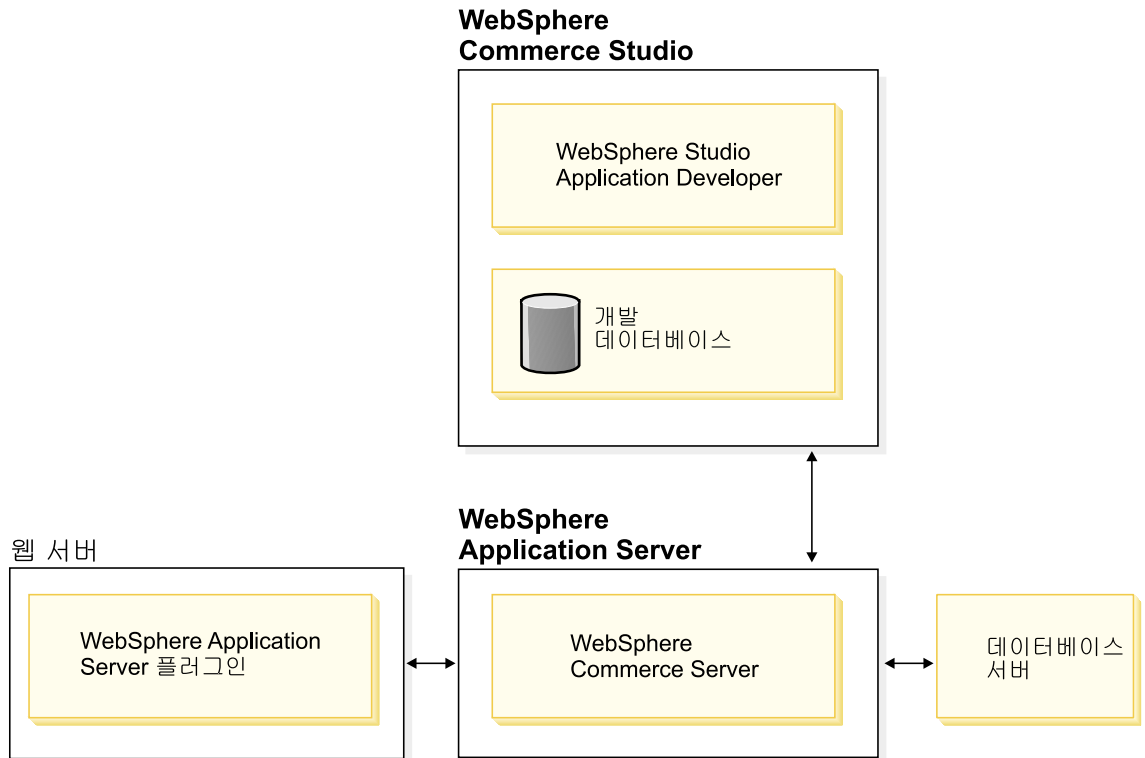 WebSphere
Commerce Studio
WebSphere Studio
Application Developer
개발
데이터베이스
WebSphere
Application Server
웹 서버
WebSphere Application
Server 플러그인
WebSphere
Commerce Server
데이터베이스
서버